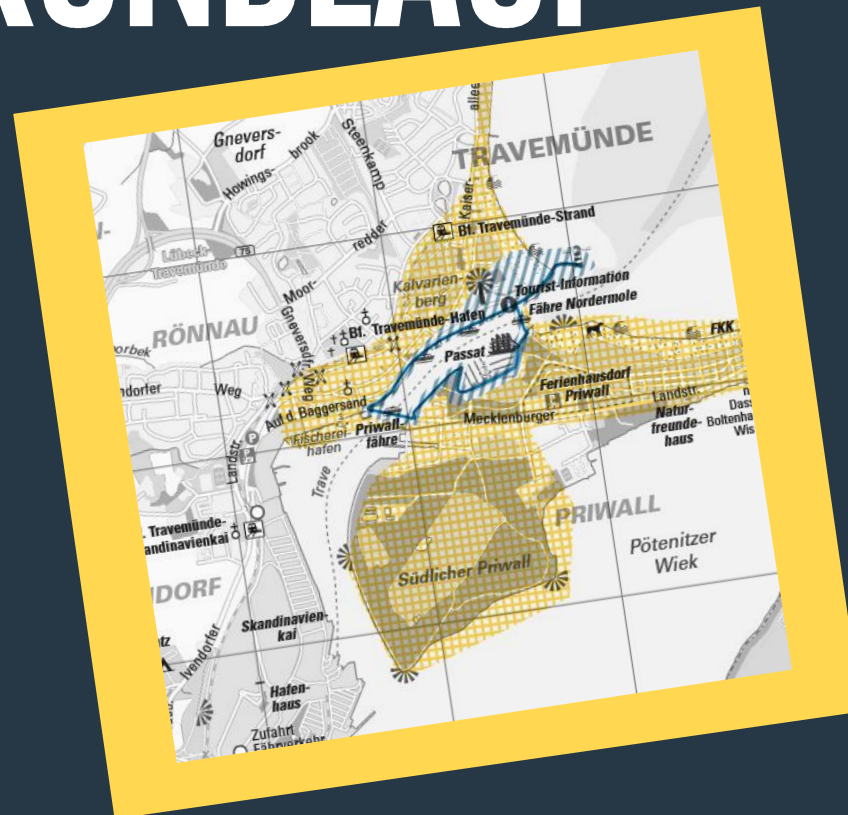 RUNDLAUF
Gnevers-
dorf
Howings-
brook
Steenkamp
allee
Kaiser-
TRAVEMÜNDE
Bf. Travemünde-Strand
redder
Moor-
75
Lübeck-
Travemünde
Kalvarien-
berg
Tourist-Information
Fähre Nordermole
RÖNNAU
Gneversdf. Weg
Bf. Travemünde-Hafen
Passat
FKK
orbek
ndorfer
Weg
Ferienhausdorf
Priwall
Auf d. Baggersand
Fischerei-
hafen
Priwall-
fähre
Mecklenburger
Landstr.
Natur-
freunde-
haus
Das
Boltenha
Wis
Landstr.
P
Trave
PRIWALL
Pötenitzer
Wiek
. Travemünde-
andinavienkai
Südlicher Priwall
DORF
Skandinavien-
kai
tz
Ivendorfer
Hafen-
haus
Zufahrt
Fährverkehr